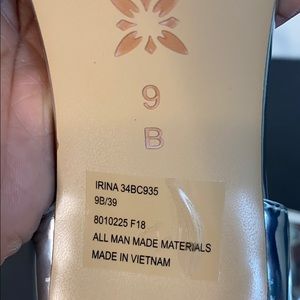 9
B
IRINA 34BC935
9B/39
8010225 F18
ALL MAN MADE MATERIALS
MADE IN VIETNAM